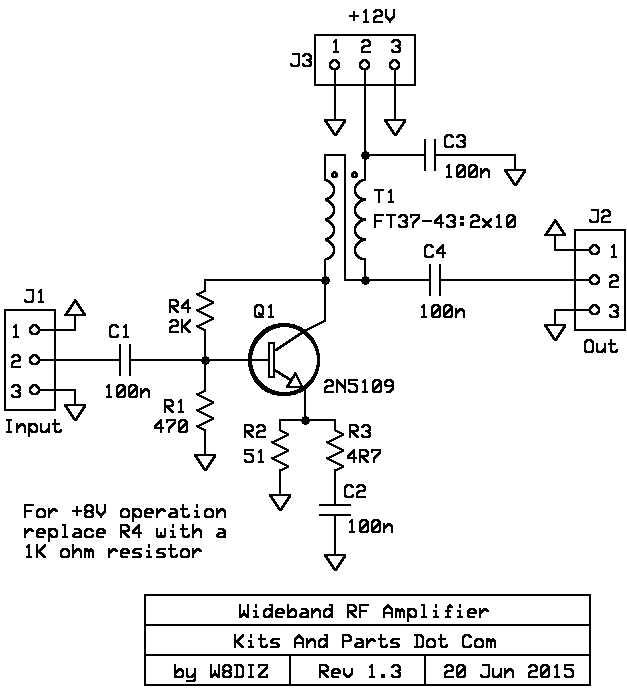 +12V
J3
1 2 3
C3
100n
T1
FT37-43:2x10
J2
C4
1
2
3
100n
Out
J1
R4
2K
Q1
1
2
3
C1
100n
2N5109
R1
470
Input
R2
51
R3
4R7
C2
100n
For +8V operation
replace R4 with a
1K ohm resistor
Wideband RF Amplifier
Kits And Parts Dot Com
by W8DIZ Rev 1.3 20 Jun 2015